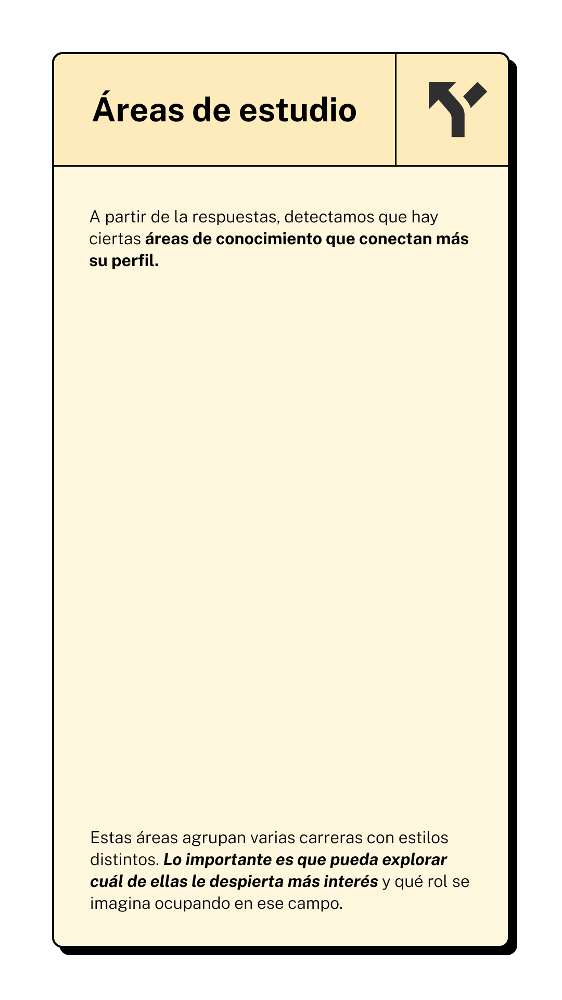 Áreas de estudio
A partir de la respuestas, detectamos que hay
ciertas áreas de conocimiento que conectan más
su perfil.
Estas áreas agrupan varias carreras con estilos
distintos. Lo importante es que pueda explorar
cuál de ellas le despierta más interés y qué rol se
imagina ocupando en ese campo.